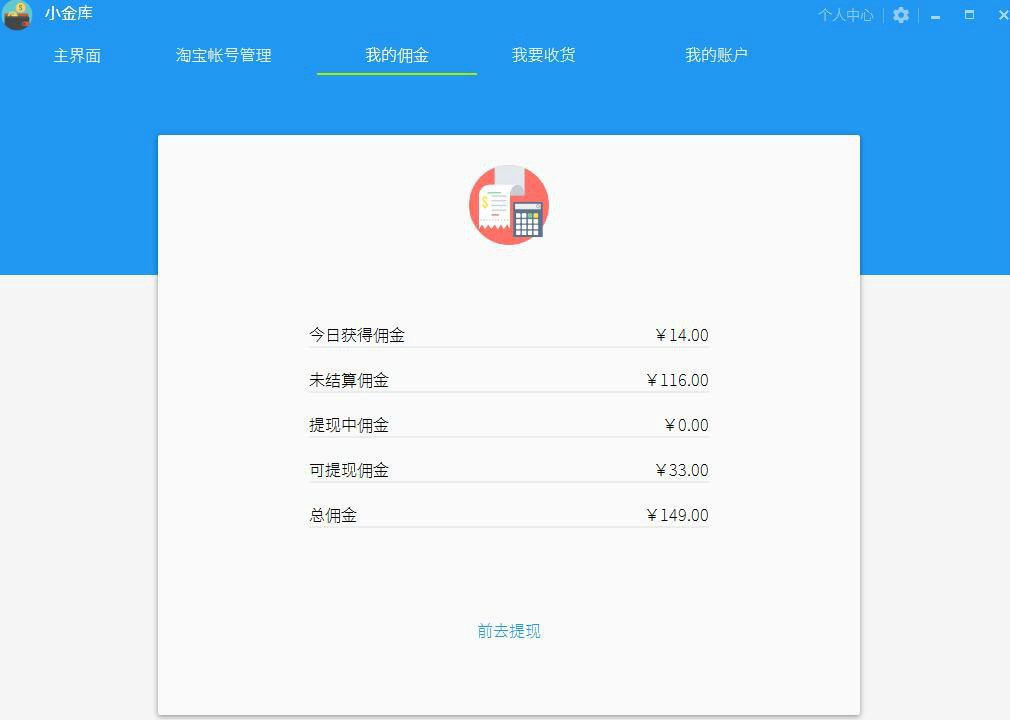 小金库
个人中心
主界面 淘宝帐号管理 我的佣金 我要收货 我的账户
今日获得佣金 ￥14.00
未结算佣金 ￥116.00
提现中佣金 ￥0.00
可提现佣金 ￥33.00
总佣金 ￥149.00
前去提现